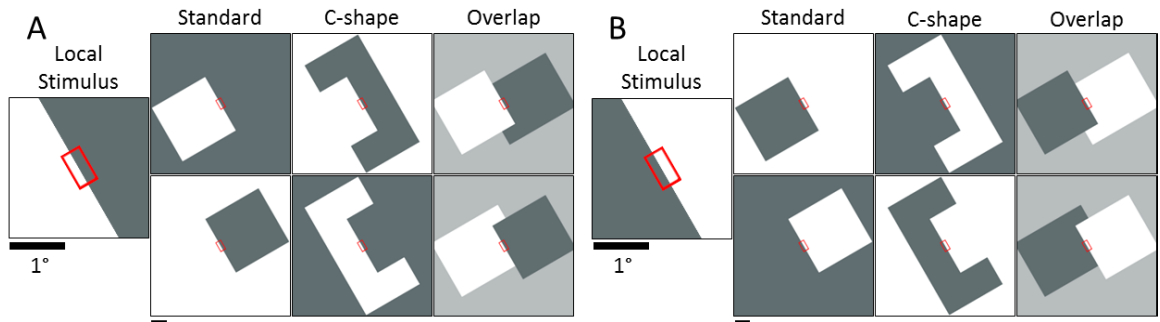 A
Standard
C-shape
Overlap
Local
Stimulus
1°
B
Standard
C-shape
Overlap
Local
Stimulus
1°